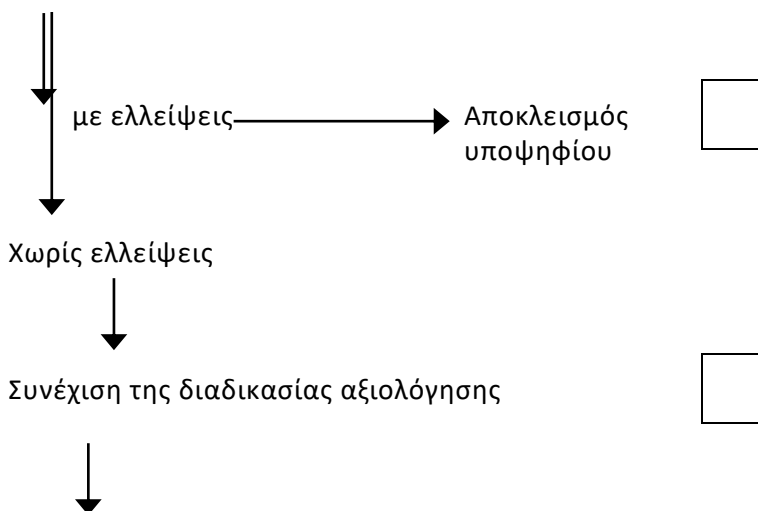 με ελλείψεις
Αποκλεισμός
υποψηφίου
Χωρίς ελλείψεις
Συνέχιση της διαδικασίας αξιολόγησης